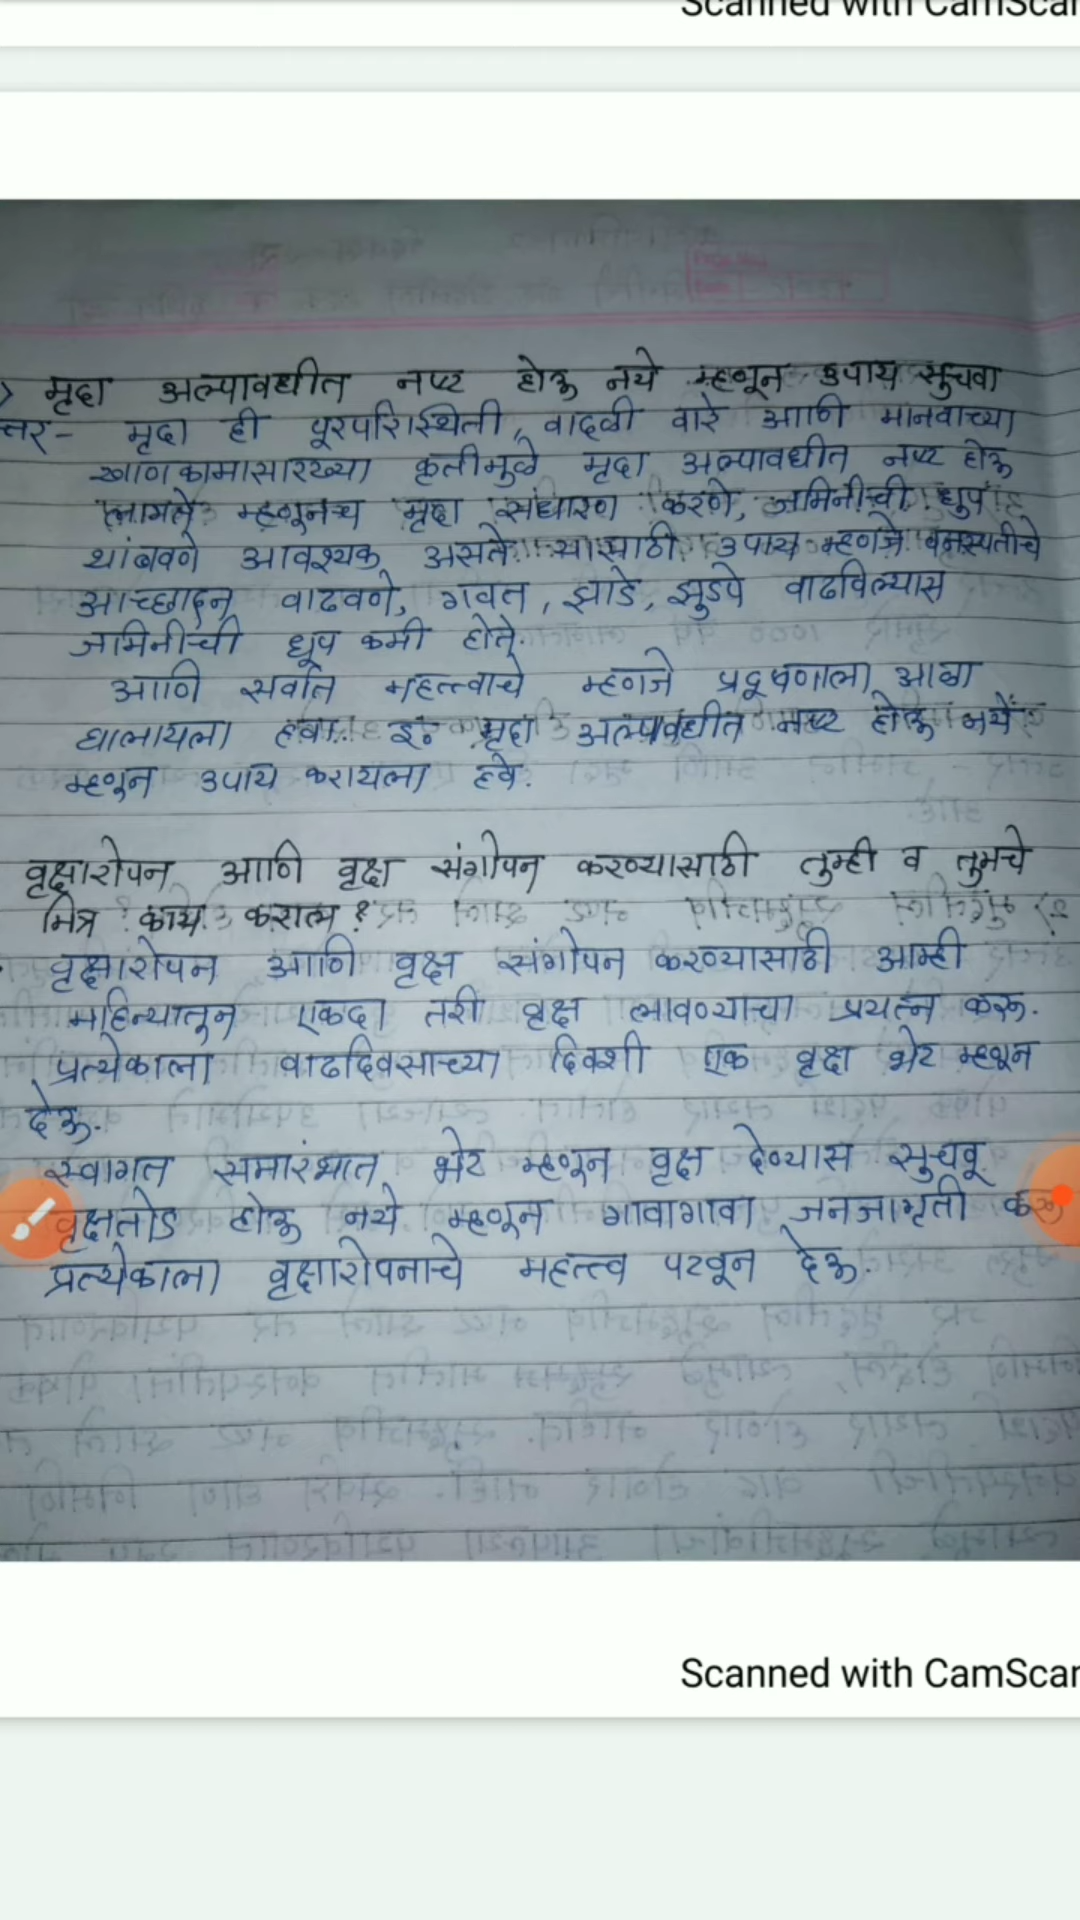 Scanned with CamScan
मृदा अल्पावधीत नष्ट होऊ नये म्हणून उपाय सुचवा
त्तर- मृदा ही पूरपरिस्थिती, वादळी वारे आणि मानवाच्या
खाणकामासारख्या कृतीमुळे मृदा अल्पावधीत नष्ट होऊ
लागते म्हणूनच मृदा संधारण करणे, जमिनीची धुप
थांबवणे आवश्यक असते. यासाठी उपाय म्हणजे वनस्पतीचे
आच्छादन वाढवणे, गवत, झाडे, झुडपे वाढविल्यास
जमिनीची धूप कमी होते.
आणि सर्वात महत्त्वाचे म्हणजे प्रदूषणाला आळा
घालायला हवा. इ. मृदा अल्पावधीत नष्ट होऊ नये
म्हणून उपाय करायला हवे.
वृक्षारोपन आणि वृक्ष संगोपन करण्यासाठी तुम्ही व तुमचे
मित्र काय कराल ?
वृक्षारोपन आणी वृक्ष संगोपन करण्यासाठी आम्ही
महिन्यातून एकदा तरी वृक्ष लावण्याचा प्रयत्न करू.
प्रत्येकाला वाढदिवसाच्या दिवशी एक वृक्ष भेट म्हणून
देऊ.
स्वागत समारंभात भेट म्हणून वृक्ष देण्यास सुचवू
वृक्षतोड होऊ नये म्हणून गावागावा जनजागृती करू
प्रत्येकाला वृक्षारोपनाचे महत्त्व पटवून देऊ.
Scanned with CamScan